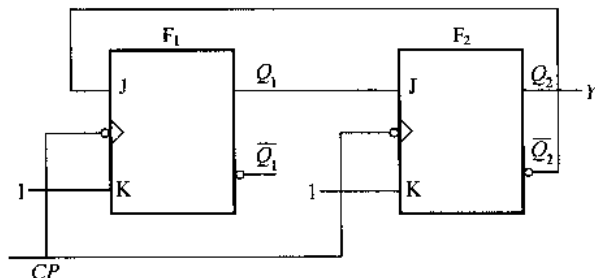 F₁ F₂
J Q₁ J Q₂ Y
Q̅₁ Q̅₂
1 K 1 K
CP